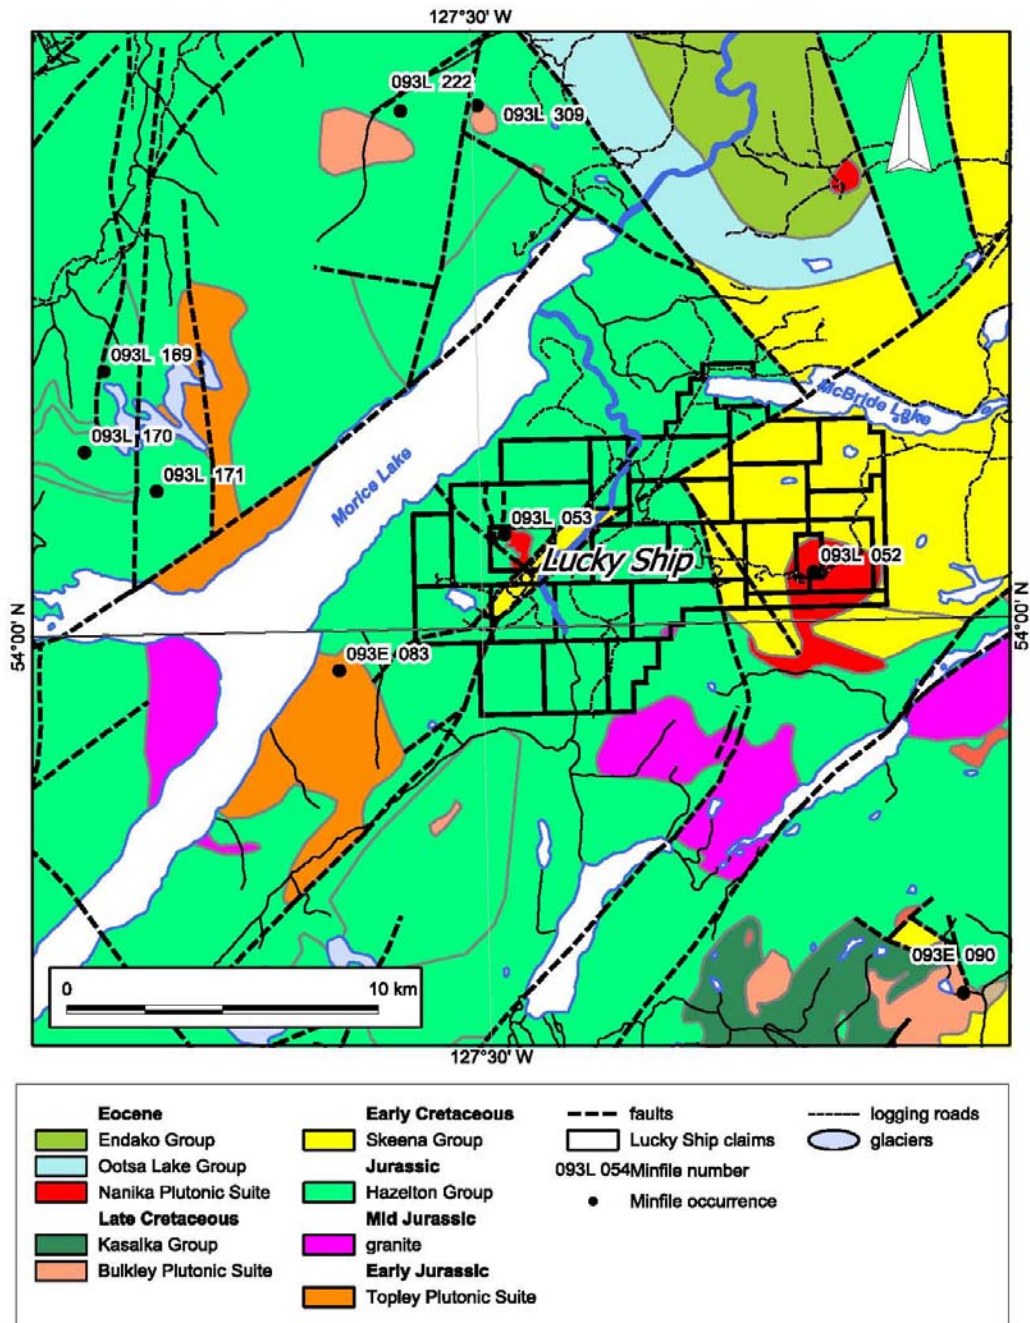 127°30' W
093L 222
093L 309
093L 169
093L 170
093L 171
Morice Lake
McBride Lake
093L 053
Lucky Ship
093L 052
54°00' N
54°00' N
093E 083
093E 090
0 10 km
127°30' W
Eocene
Endako Group
Ootsa Lake Group
Nanika Plutonic Suite
Late Cretaceous
Kasalka Group
Bulkley Plutonic Suite
Early Cretaceous
Skeena Group
Jurassic
Hazelton Group
Mid Jurassic
granite
Early Jurassic
Topley Plutonic Suite
faults
Lucky Ship claims
093L 054Minfile number
Minfile occurrence
logging roads
glaciers